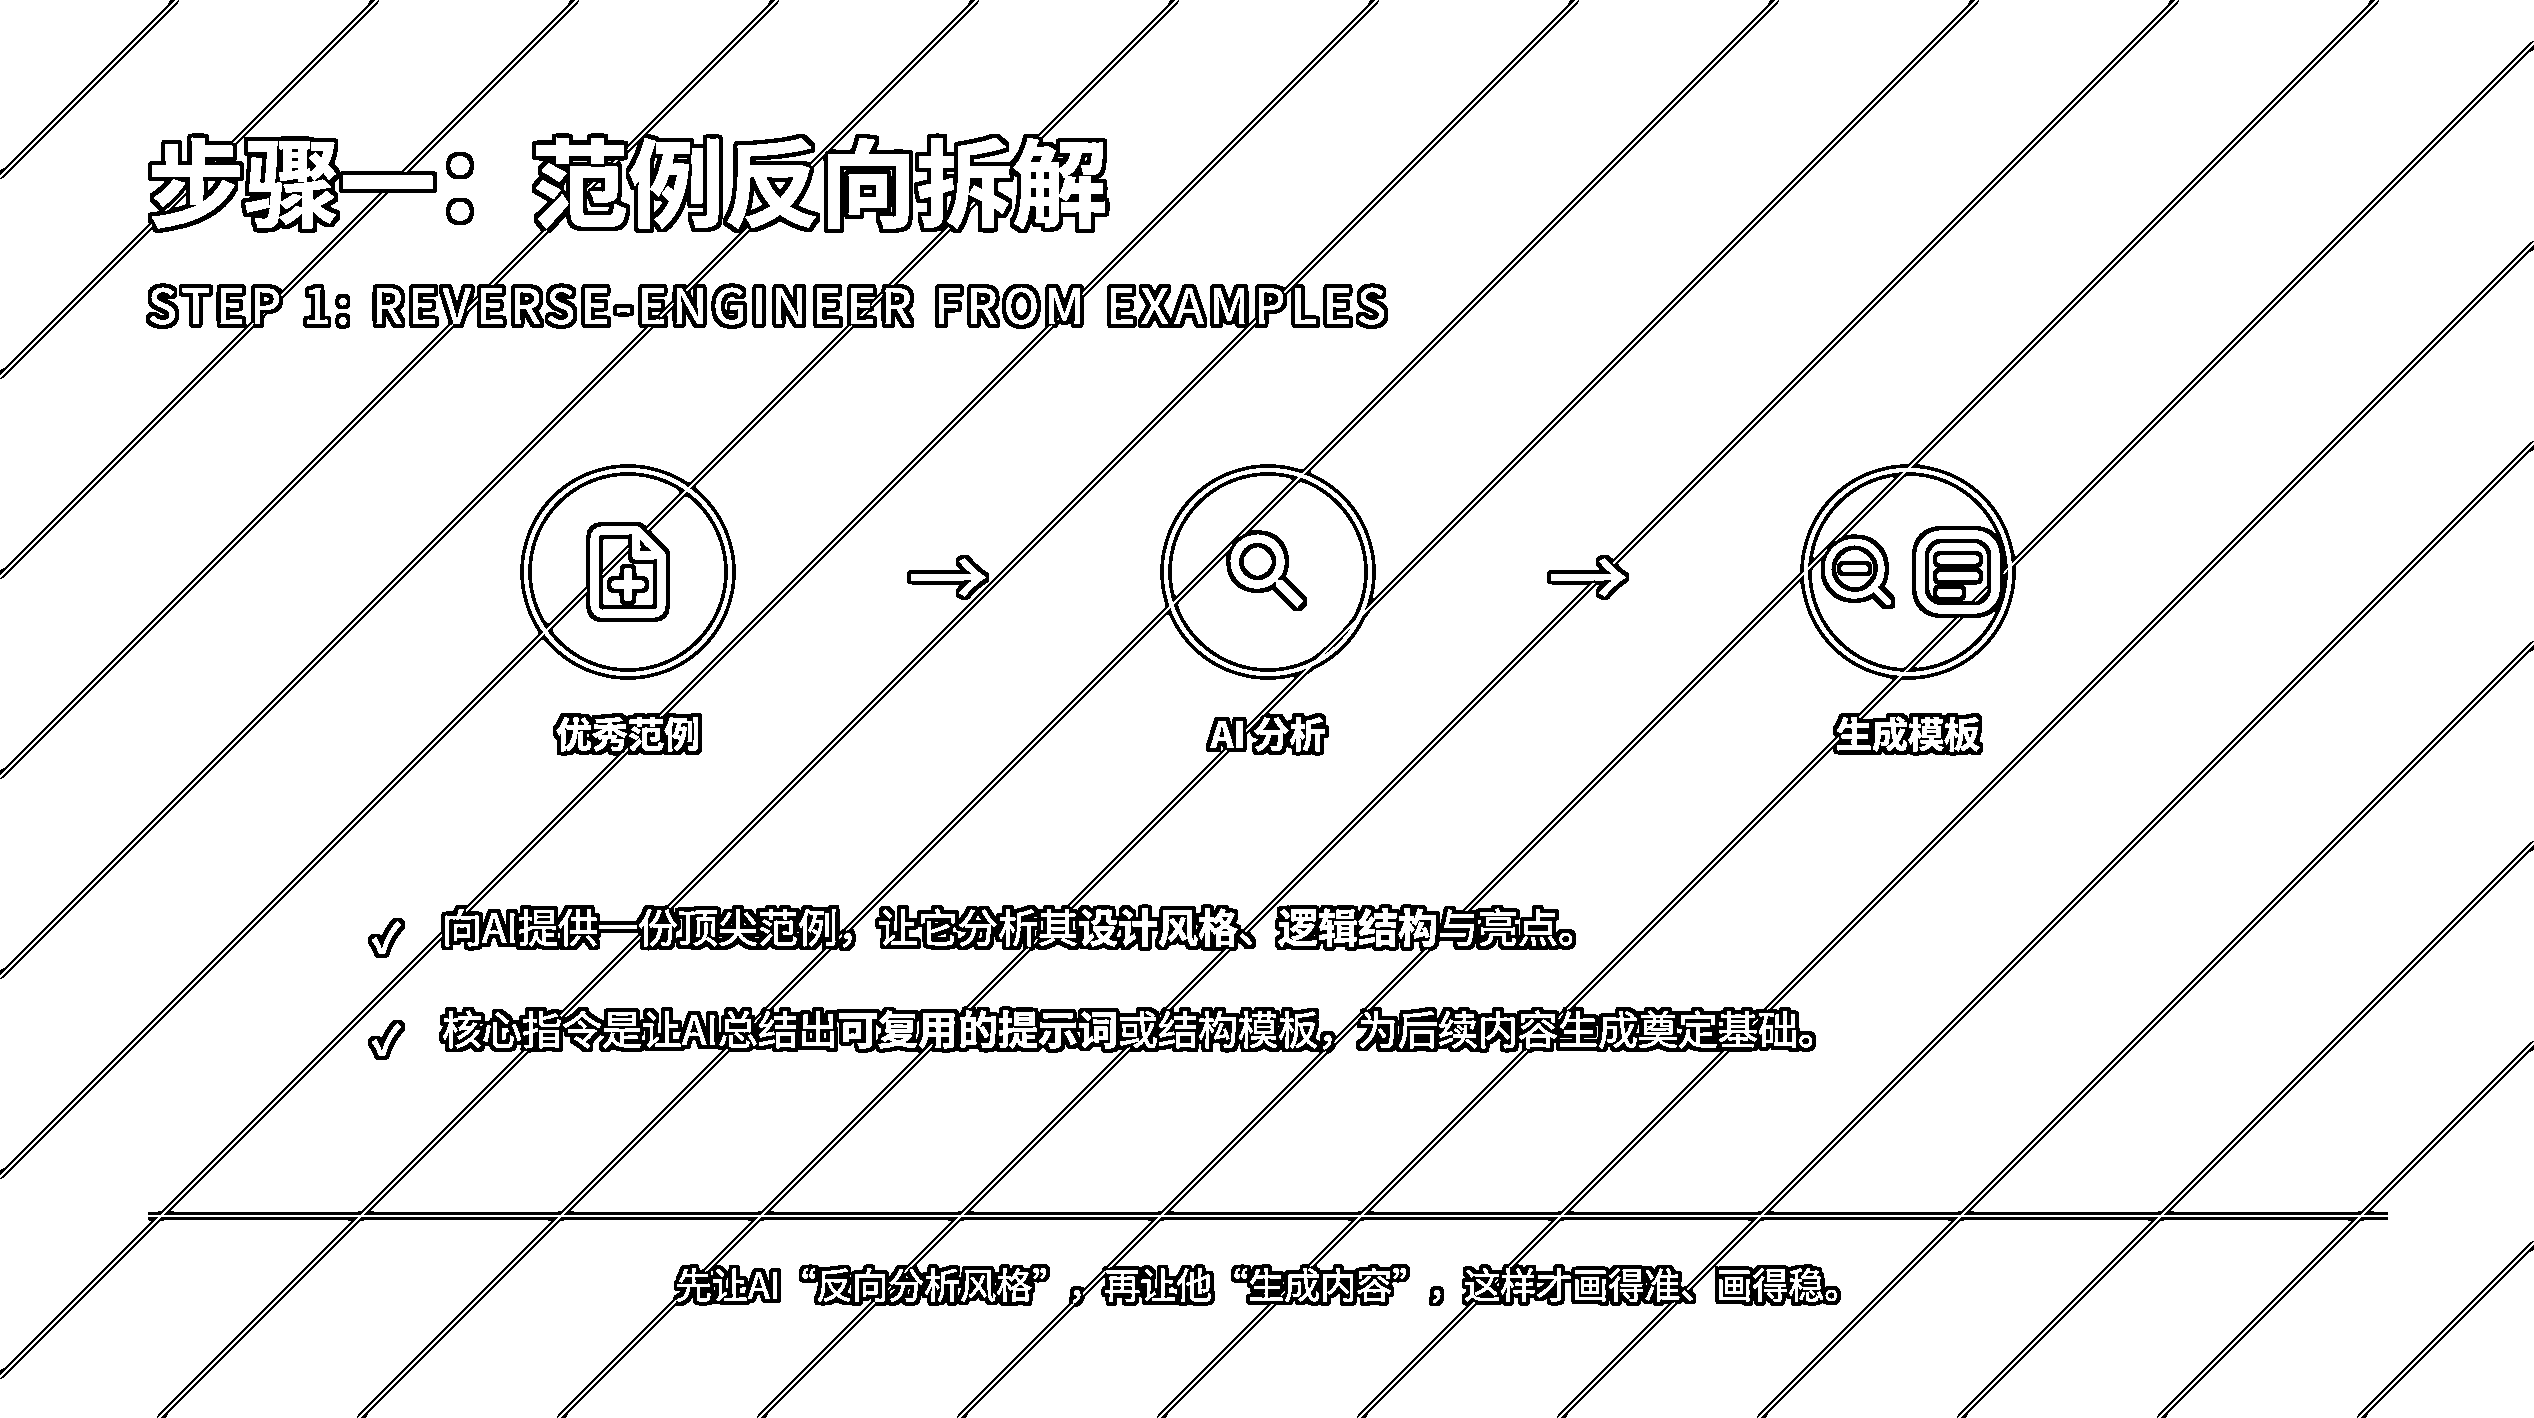 步骤一：范例反向拆解
STEP 1: REVERSE-ENGINEER FROM EXAMPLES
优秀范例
AI 分析
生成模板
向AI提供一份顶尖范例，让它分析其设计风格、逻辑结构与亮点。
核心指令是让AI总结出可复用的提示词或结构模板，为后续内容生成奠定基础。
先让AI“反向分析风格”，再让他“生成内容”，这样才画得准、画得稳。